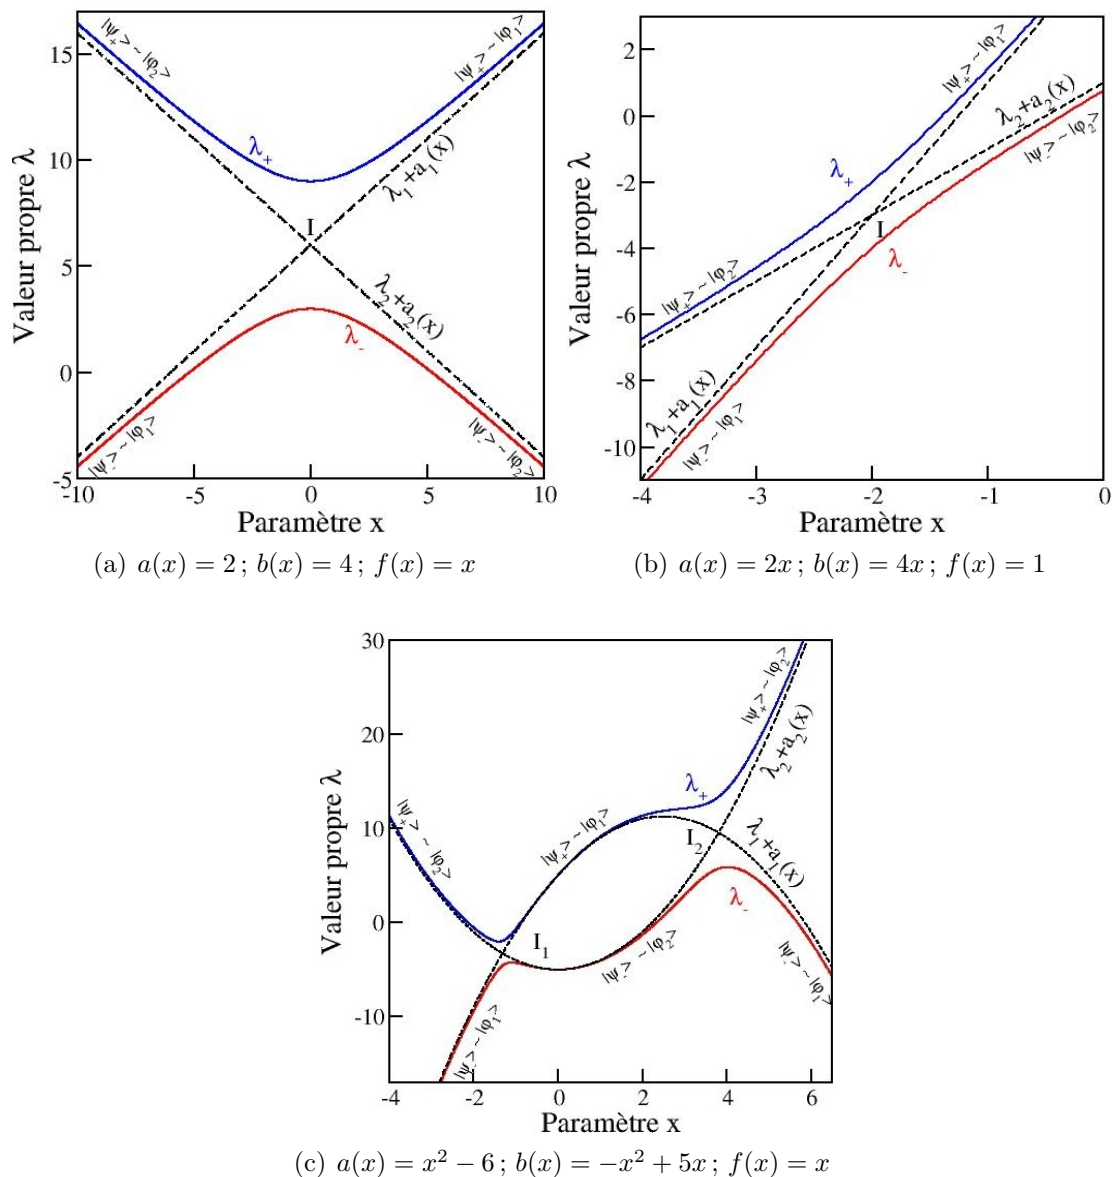 Valeur propre λ
15
10
5
0
-5
-10
-5
0
5
10
Paramètre x
|ψ₊> ~ |φ₂>
|ψ₊> ~ |φ₁>
λ₊
λ₁+a₁(x)
I
λ₂+a₂(x)
λ₋
|ψ₋> ~ |φ₁>
|ψ₋> ~ |φ₂>
(a) a(x) = 2 ; b(x) = 4 ; f(x) = x
Valeur propre λ
2
0
-2
-4
-6
-8
-10
-4
-3
-2
-1
0
Paramètre x
|ψ₊> ~ |φ₁>
λ₂+a₂(x)
|ψ₋> ~ |φ₂>
λ₊
I
λ₋
|ψ₊> ~ |φ₂>
λ₁+a₁(x)
|ψ₋> ~ |φ₁>
(b) a(x) = 2x ; b(x) = 4x ; f(x) = 1
Valeur propre λ
30
20
10
0
-10
-4
-2
0
2
4
6
Paramètre x
|ψ₊> ~ |φ₂>
λ₂+a₂(x)
λ₊
|ψ₊> ~ |φ₂>
|ψ₊> ~ |φ₁>
I₂
λ₁+a₁(x)
λ₋
I₁
|ψ₋> ~ |φ₂>
|ψ₋> ~ |φ₁>
|ψ₋> ~ |φ₁>
(c) a(x) = x² − 6 ; b(x) = −x² + 5x ; f(x) = x